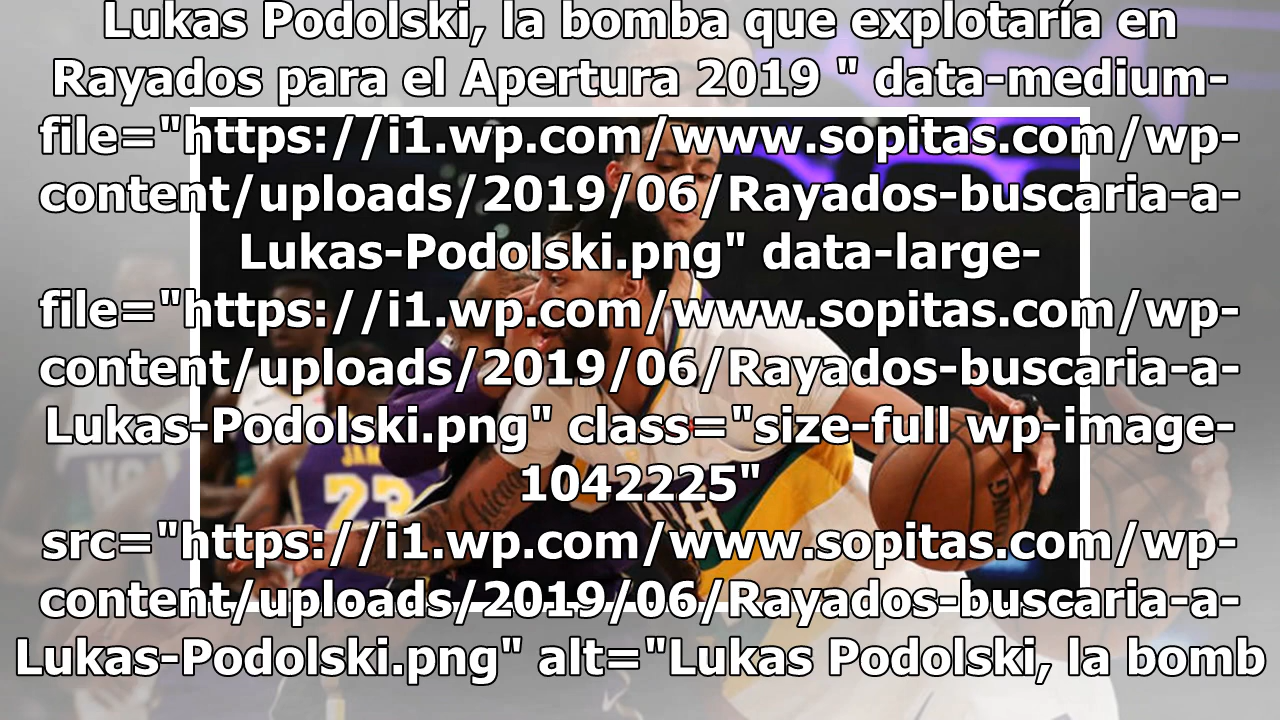 Lukas Podolski, la bomba que explotaría en
Rayados para el Apertura 2019 " data-medium-
file="https://i1.wp.com/www.sopitas.com/wp-
content/uploads/2019/06/Rayados-buscaria-a-
Lukas-Podolski.png" data-large-
file="https://i1.wp.com/www.sopitas.com/wp-
content/uploads/2019/06/Rayados-buscaria-a-
Lukas-Podolski.png" class="size-full wp-image-
1042225"
src="https://i1.wp.com/www.sopitas.com/wp-
content/uploads/2019/06/Rayados-buscaria-a-
Lukas-Podolski.png" alt="Lukas Podolski, la bomb
23